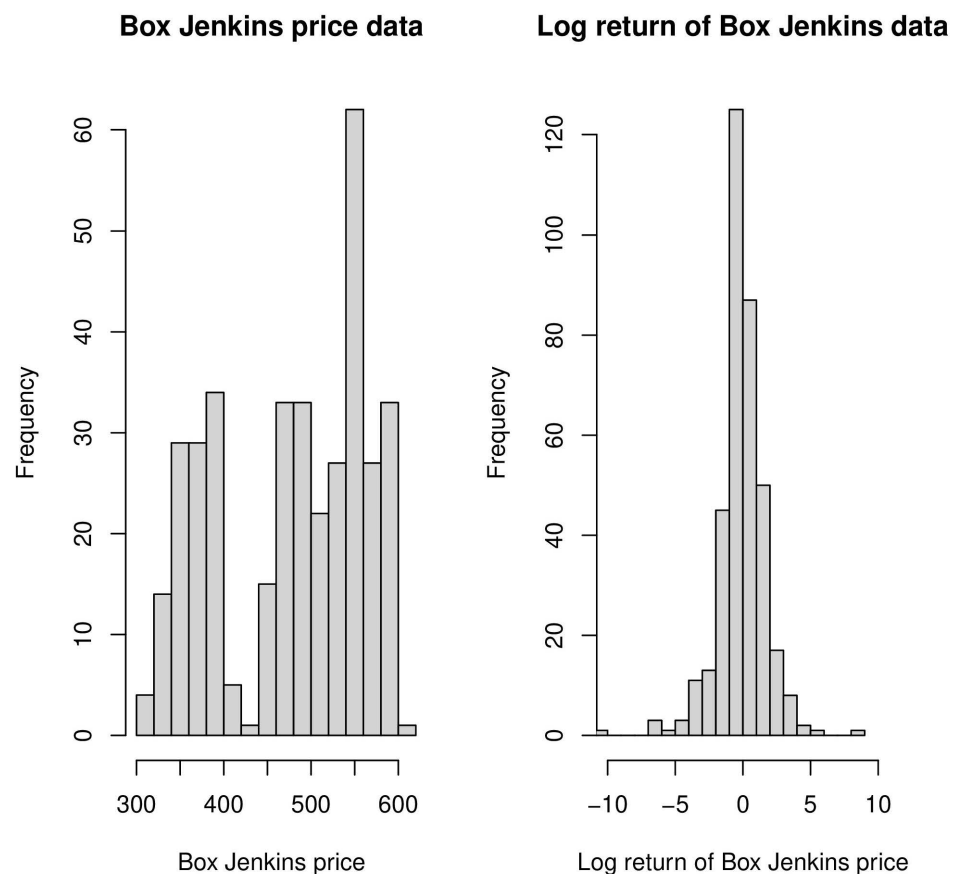 Box Jenkins price data
Frequency
60
50
40
30
20
10
0
300 400 500 600
Box Jenkins price
Log return of Box Jenkins data
Frequency
120
100
80
60
40
20
0
−10 −5 0 5 10
Log return of Box Jenkins price